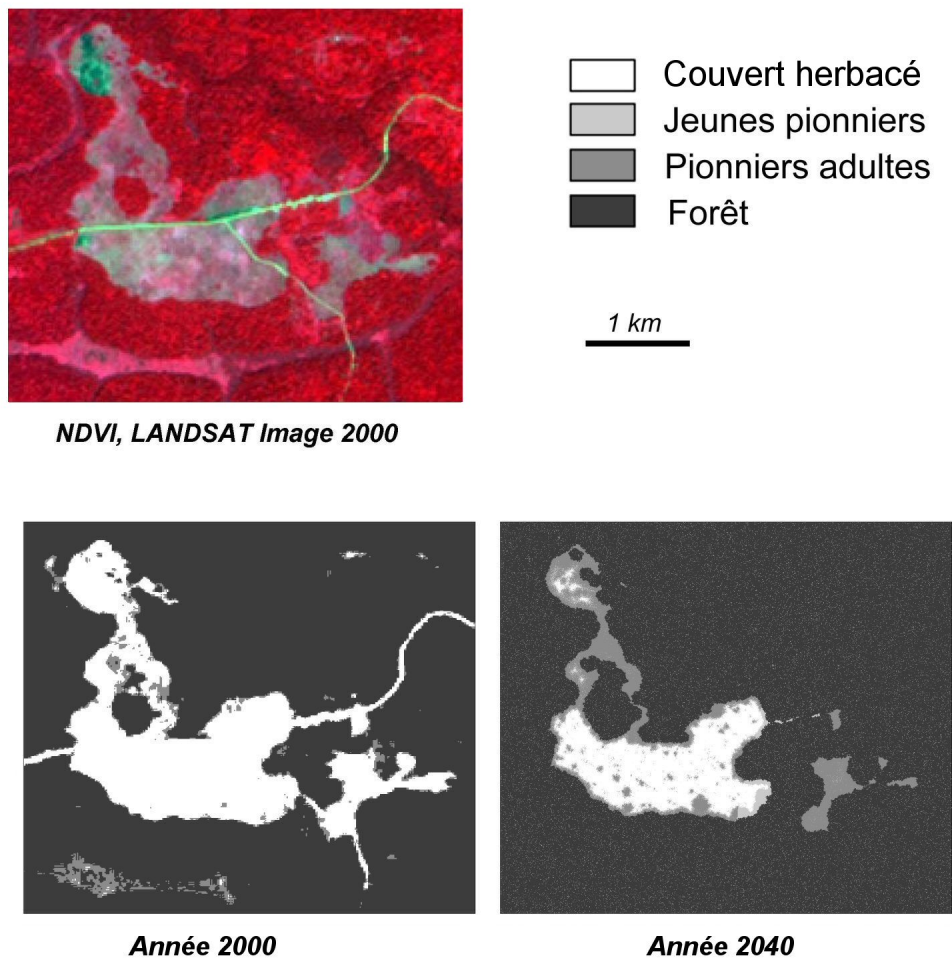 Couvert herbacé
Jeunes pionniers
Pionniers adultes
Forêt
1 km
NDVI, LANDSAT Image 2000
Année 2000
Année 2040